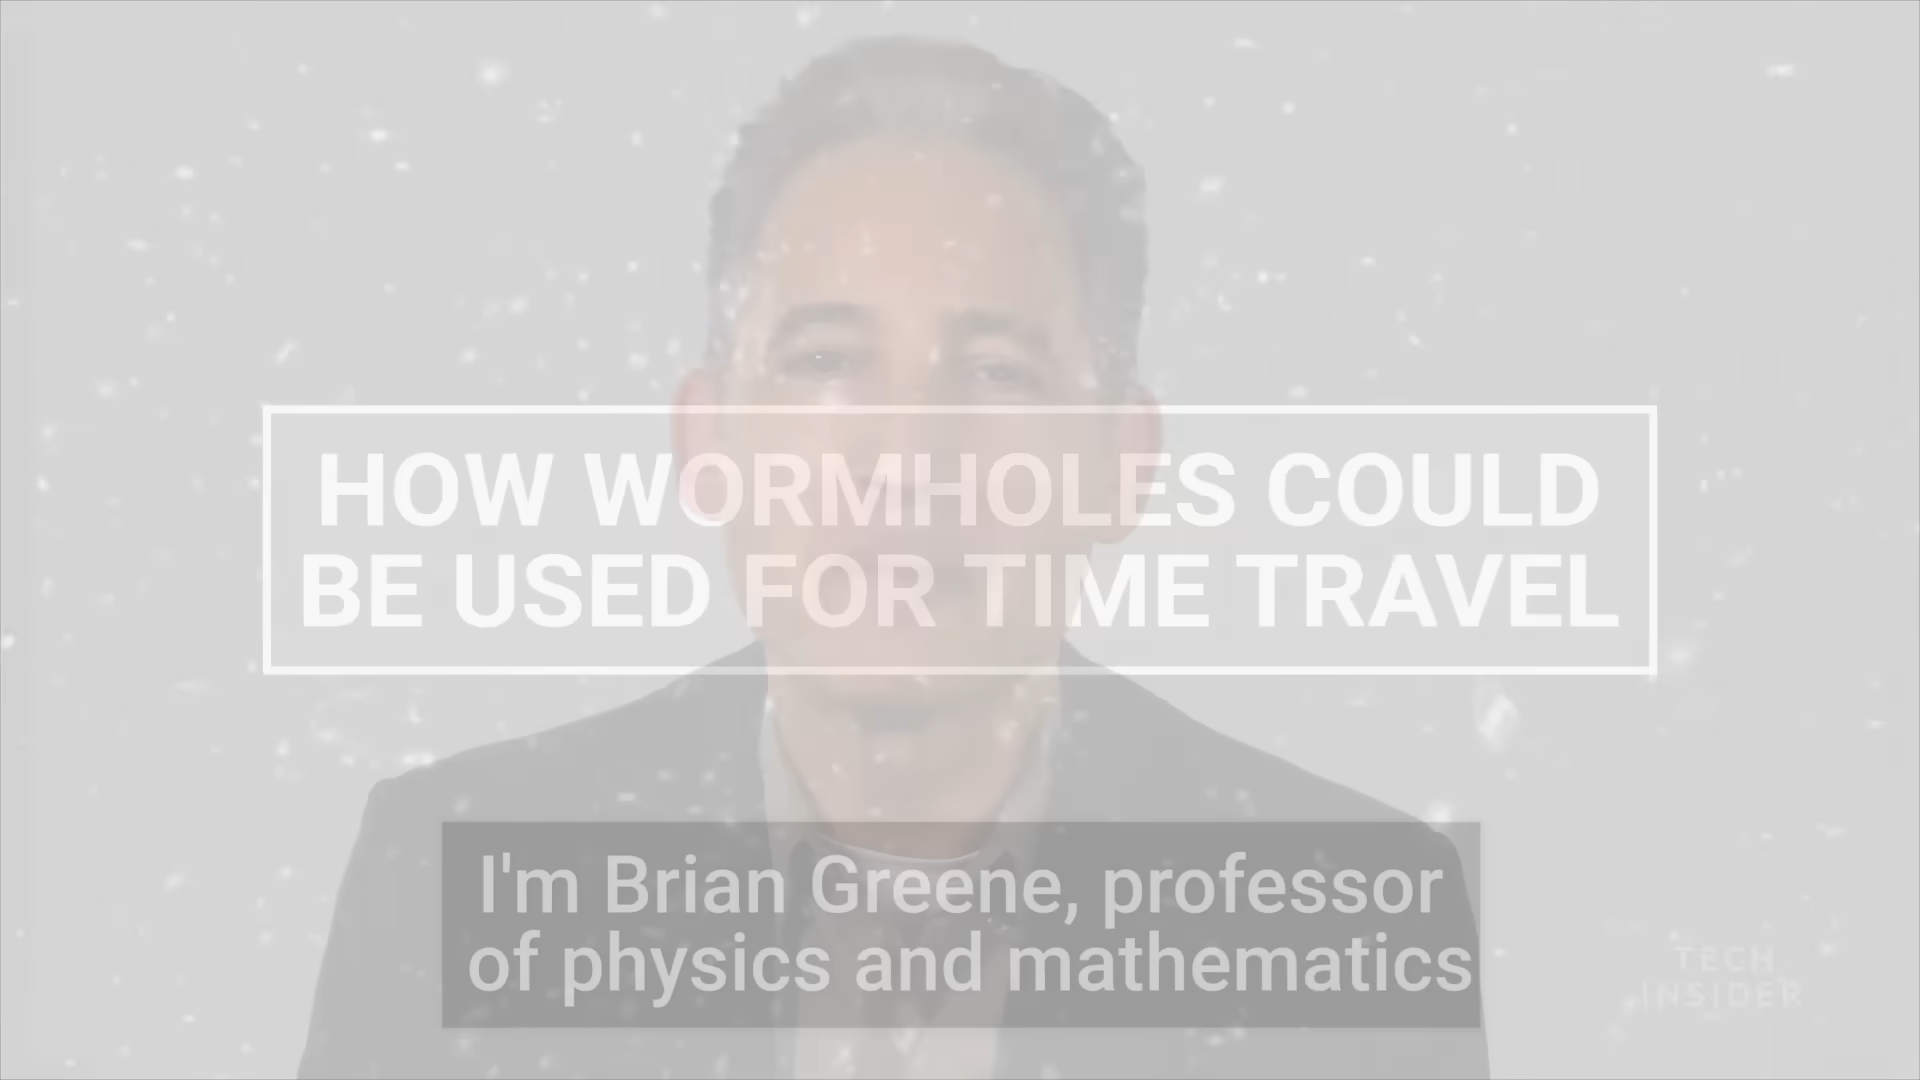 HOW WORMHOLES COULD
BE USED FOR TIME TRAVEL
I'm Brian Greene, professor
of physics and mathematics
TECH
INSIDER